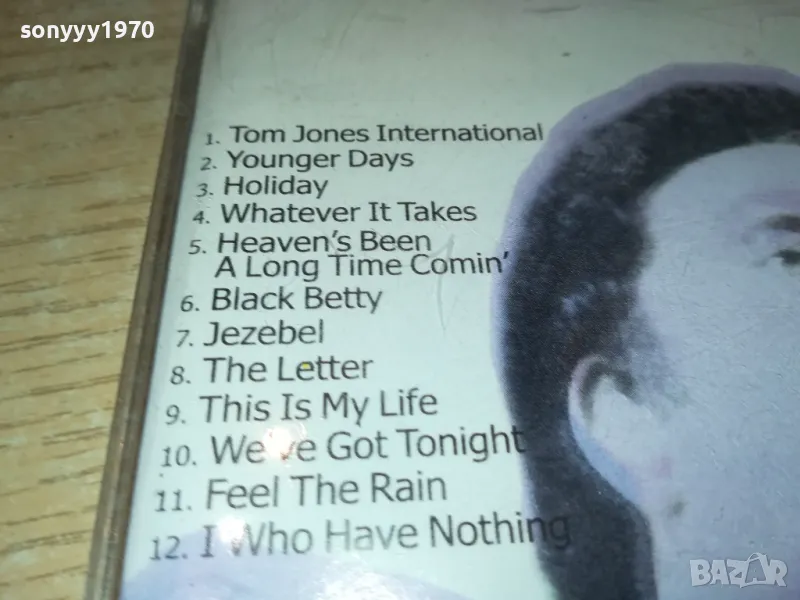 sonyyy1970
1. Tom Jones International
2. Younger Days
3. Holiday
4. Whatever It Takes
5. Heaven's Been
A Long Time Comin'
6. Black Betty
7. Jezebel
8. The Letter
9. This Is My Life
10. We've Got Tonight
11. Feel The Rain
12. I Who Have Nothing
BAZAR